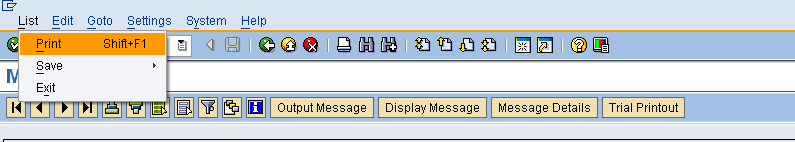 List Edit Goto Settings System Help
Print Shift+F1
Save
Exit
M
Output Message Display Message Message Details Trial Printout